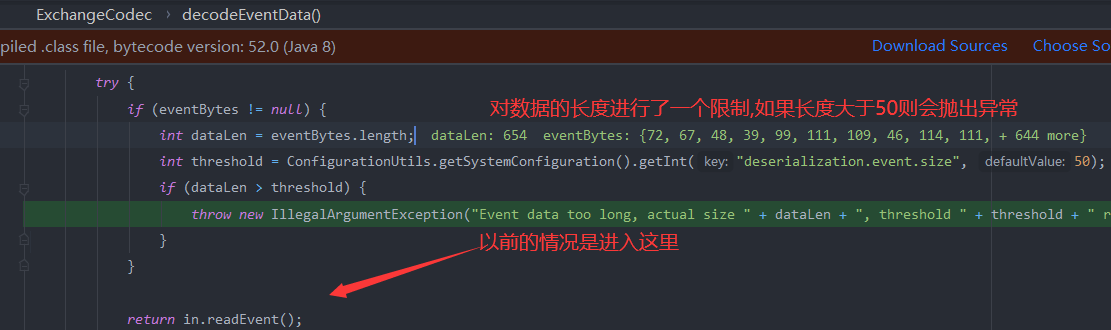 ExchangeCodec › decodeEventData()
piled .class file, bytecode version: 52.0 (Java 8) Download Sources Choose So
try {
if (eventBytes != null) { 对数据的长度进行了一个限制,如果长度大于50则会抛出异常
int dataLen = eventBytes.length; dataLen: 654 eventBytes: {72, 67, 48, 39, 99, 111, 109, 46, 114, 111, + 644 more}
int threshold = ConfigurationUtils.getSystemConfiguration().getInt( key: "deserialization.event.size", defaultValue: 50);
if (dataLen > threshold) {
throw new IllegalArgumentException("Event data too long, actual size " + dataLen + ", threshold " + threshold + " r
}
以前的情况是进入这里
}
return in.readEvent();